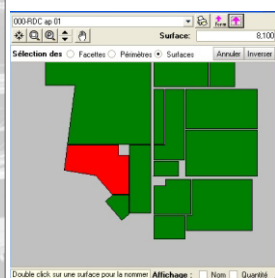 000-RDC ap 01
Surface: 8,100
Sélection des Facettes Périmètres Surfaces Annuler Inverser
Double click sur une surface pour la nommer Affichage : Nom Quantité